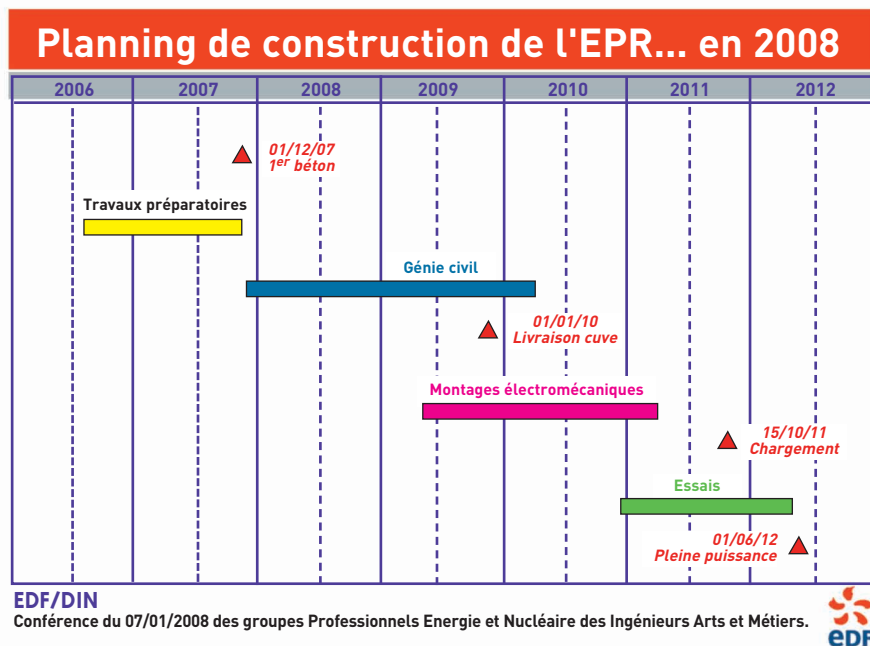 Planning de construction de l'EPR... en 2008
2006 2007 2008 2009 2010 2011 2012
01/12/07
1er béton
Travaux préparatoires
Génie civil
01/01/10
Livraison cuve
Montages électromécaniques
15/10/11
Chargement
Essais
01/06/12
Pleine puissance
EDF/DIN
Conférence du 07/01/2008 des groupes Professionnels Energie et Nucléaire des Ingénieurs Arts et Métiers.
eDF